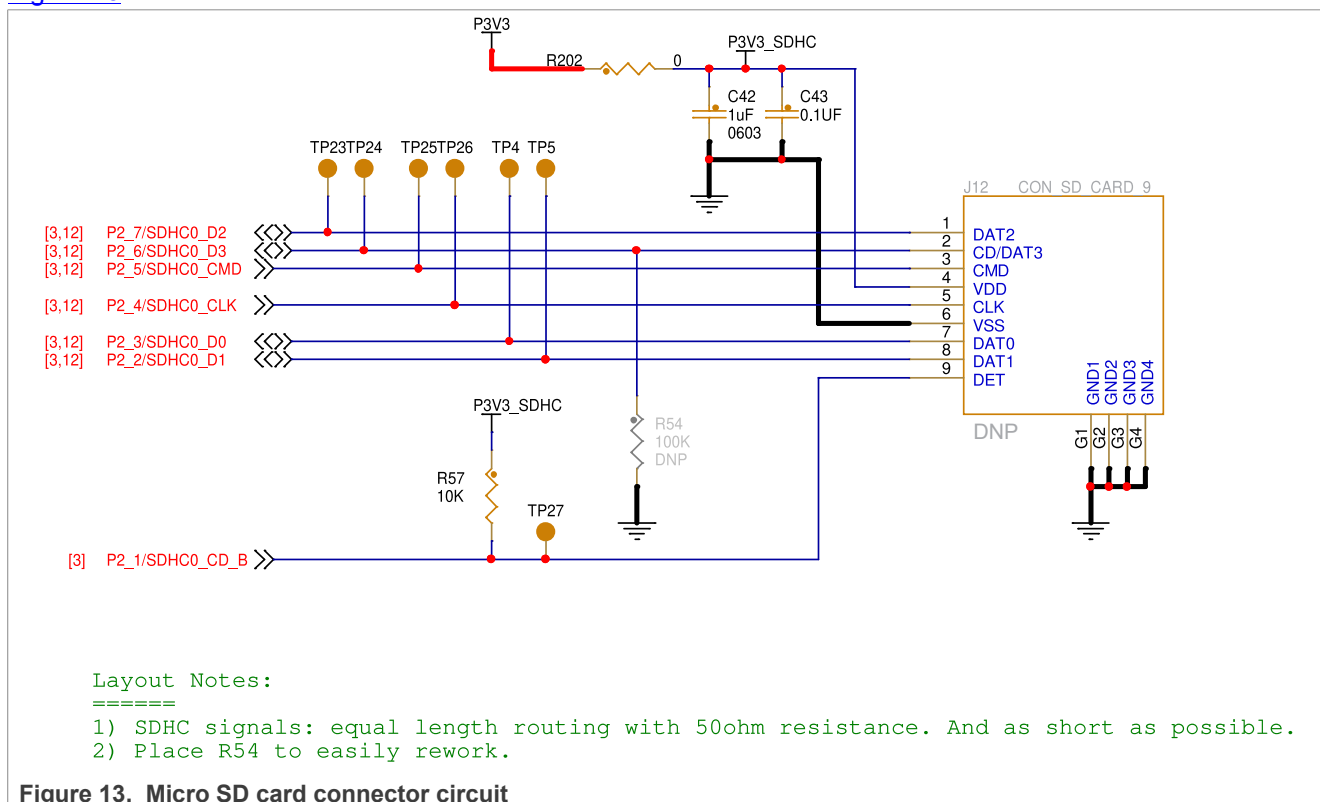 P3V3
R202
0
P3V3_SDHC
C42
1uF
0603
C43
0.1UF
TP23 TP24 TP25 TP26 TP4 TP5
J12 CON SD CARD 9
[3,12] P2_7/SDHC0_D2
1 DAT2
[3,12] P2_6/SDHC0_D3
2 CD/DAT3
[3,12] P2_5/SDHC0_CMD
3 CMD
4 VDD
[3,12] P2_4/SDHC0_CLK
5 CLK
6 VSS
[3,12] P2_3/SDHC0_D0
7 DAT0
[3,12] P2_2/SDHC0_D1
8 DAT1
9 DET
GND1
GND2
GND3
GND4
G1
G2
G3
G4
DNP
P3V3_SDHC
R57
10K
R54
100K
DNP
TP27
[3] P2_1/SDHC0_CD_B
Layout Notes:
======
1) SDHC signals: equal length routing with 50ohm resistance. And as short as possible.
2) Place R54 to easily rework.
Figure 13. Micro SD card connector circuit